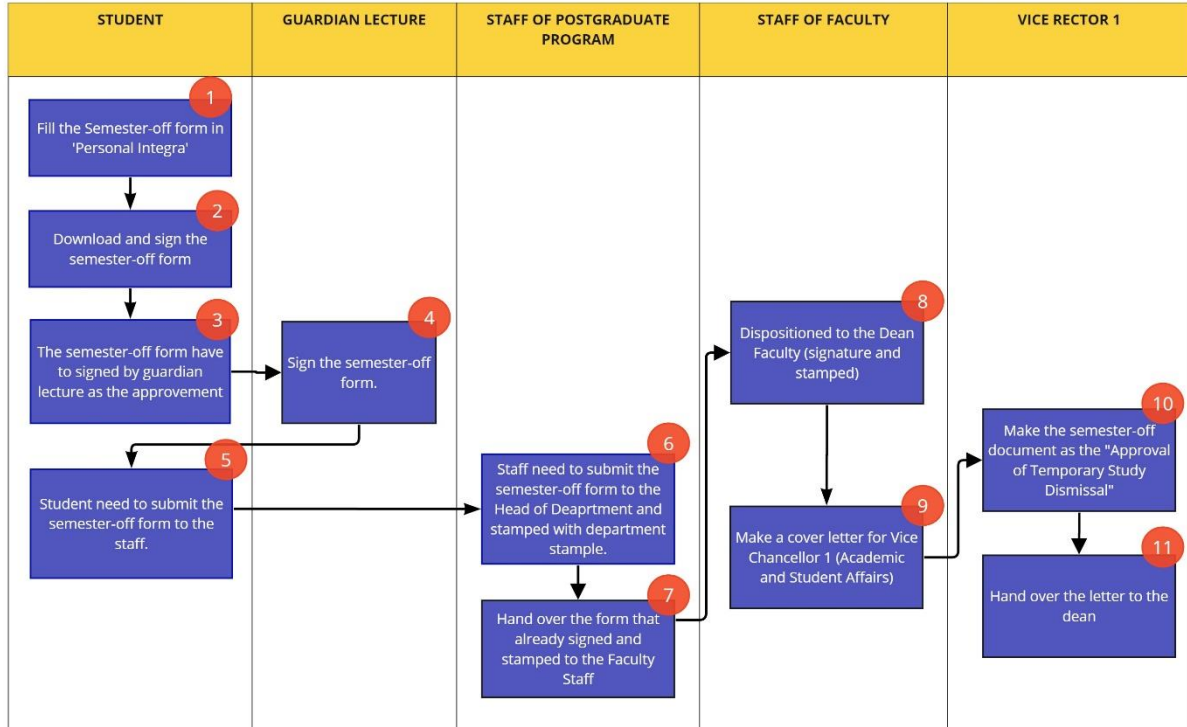 STUDENT
GUARDIAN LECTURE
STAFF OF POSTGRADUATE
PROGRAM
STAFF OF FACULTY
VICE RECTOR 1
1
Fill the Semester-off form in
'Personal Integra'
2
Download and sign the
semester-off form
3
The semester-off form have
to signed by guardian
lecture as the approvement
4
Sign the semester-off
form.
5
Student need to submit the
semester-off form to the
staff.
6
Staff need to submit the
semester-off form to the
Head of Deaprtment and
stamped with department
stample.
7
Hand over the form that
already signed and
stamped to the Faculty
Staff
8
Dispositioned to the Dean
Faculty (signature and
stamped)
9
Make a cover letter for Vice
Chancellor 1 (Academic
and Student Affairs)
10
Make the semester-off
document as the "Approval
of Temporary Study
Dismissal"
11
Hand over the letter to the
dean